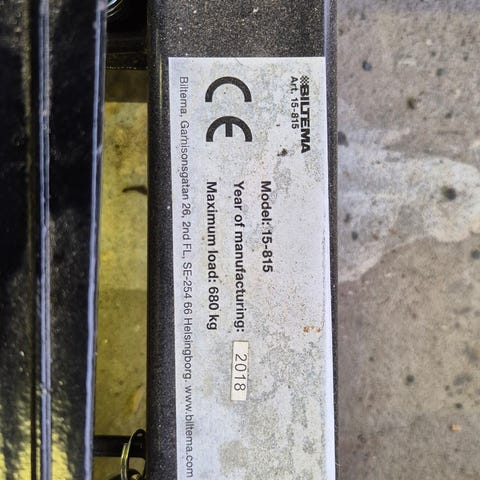 BILTEMA
Art. 15-815
CE
Model: 15-815
Year of manufacturing: 2018
Maximum load: 680 kg
Biltema, Garnisonsgatan 26, 2nd FL, SE-254 66 Helsingborg. www.biltema.com